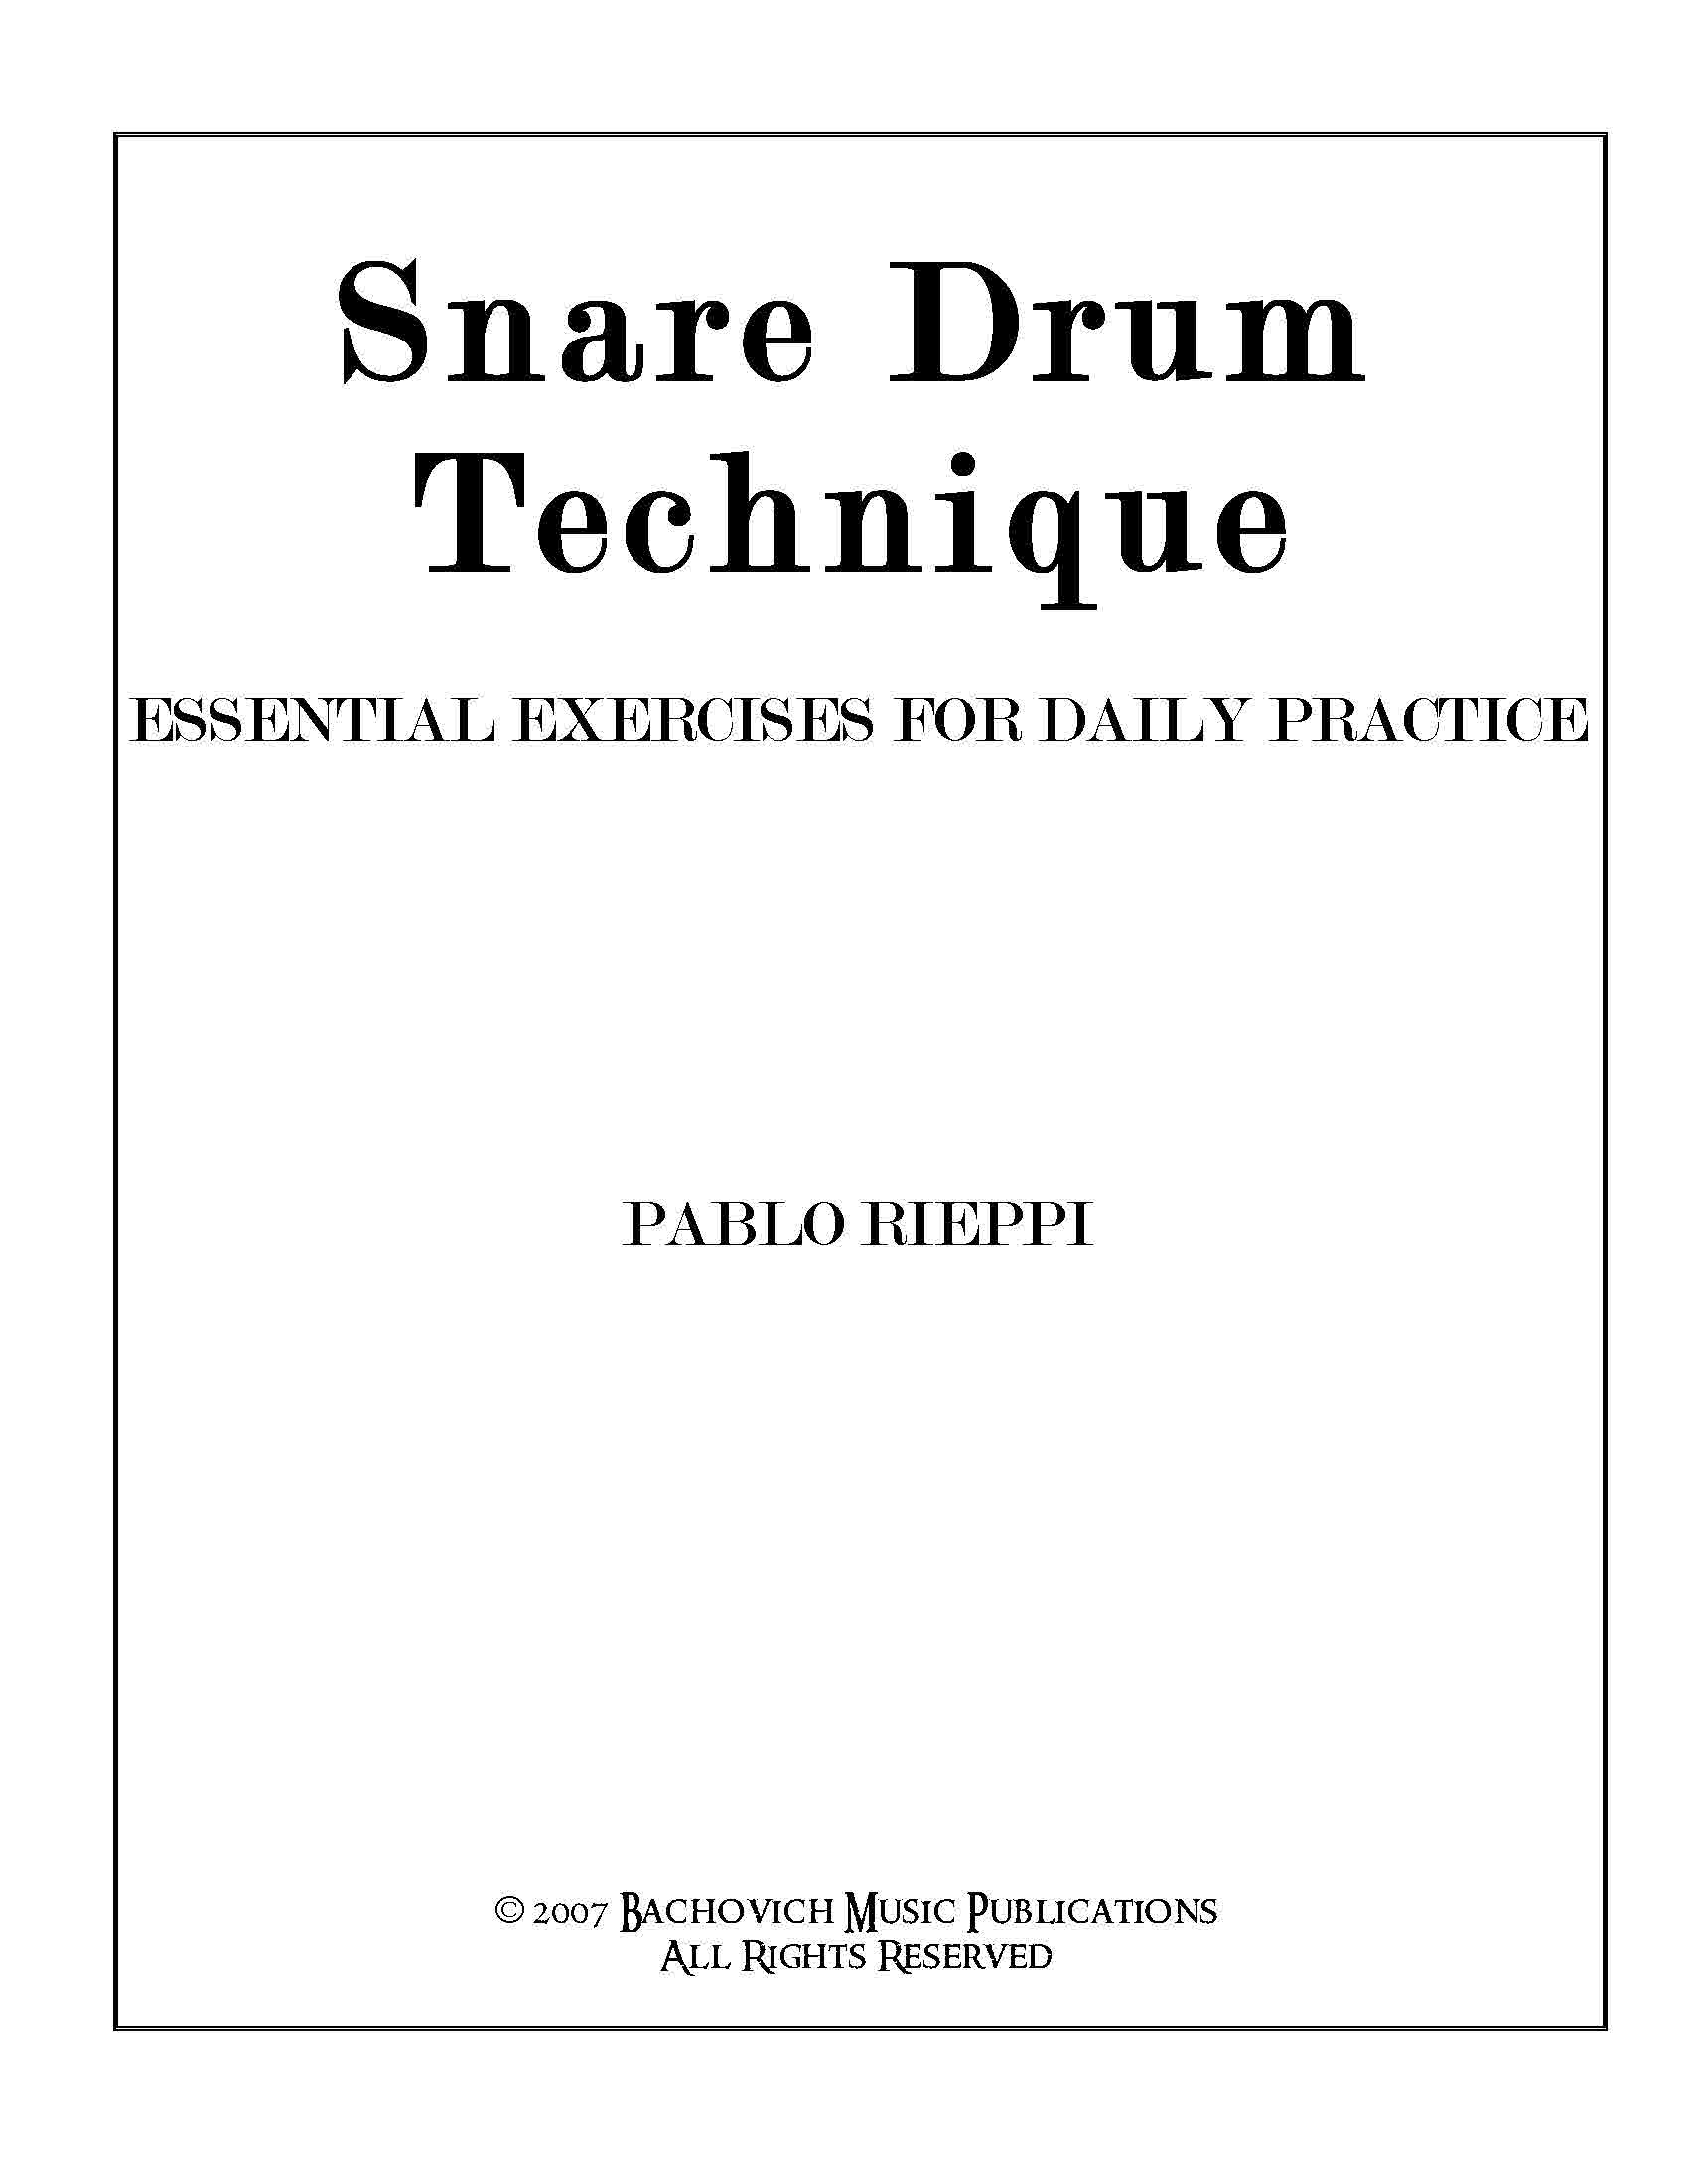 Snare Drum
Technique
ESSENTIAL EXERCISES FOR DAILY PRACTICE
PABLO RIEPPI
© 2007 BACHOVICH MUSIC PUBLICATIONS
ALL RIGHTS RESERVED